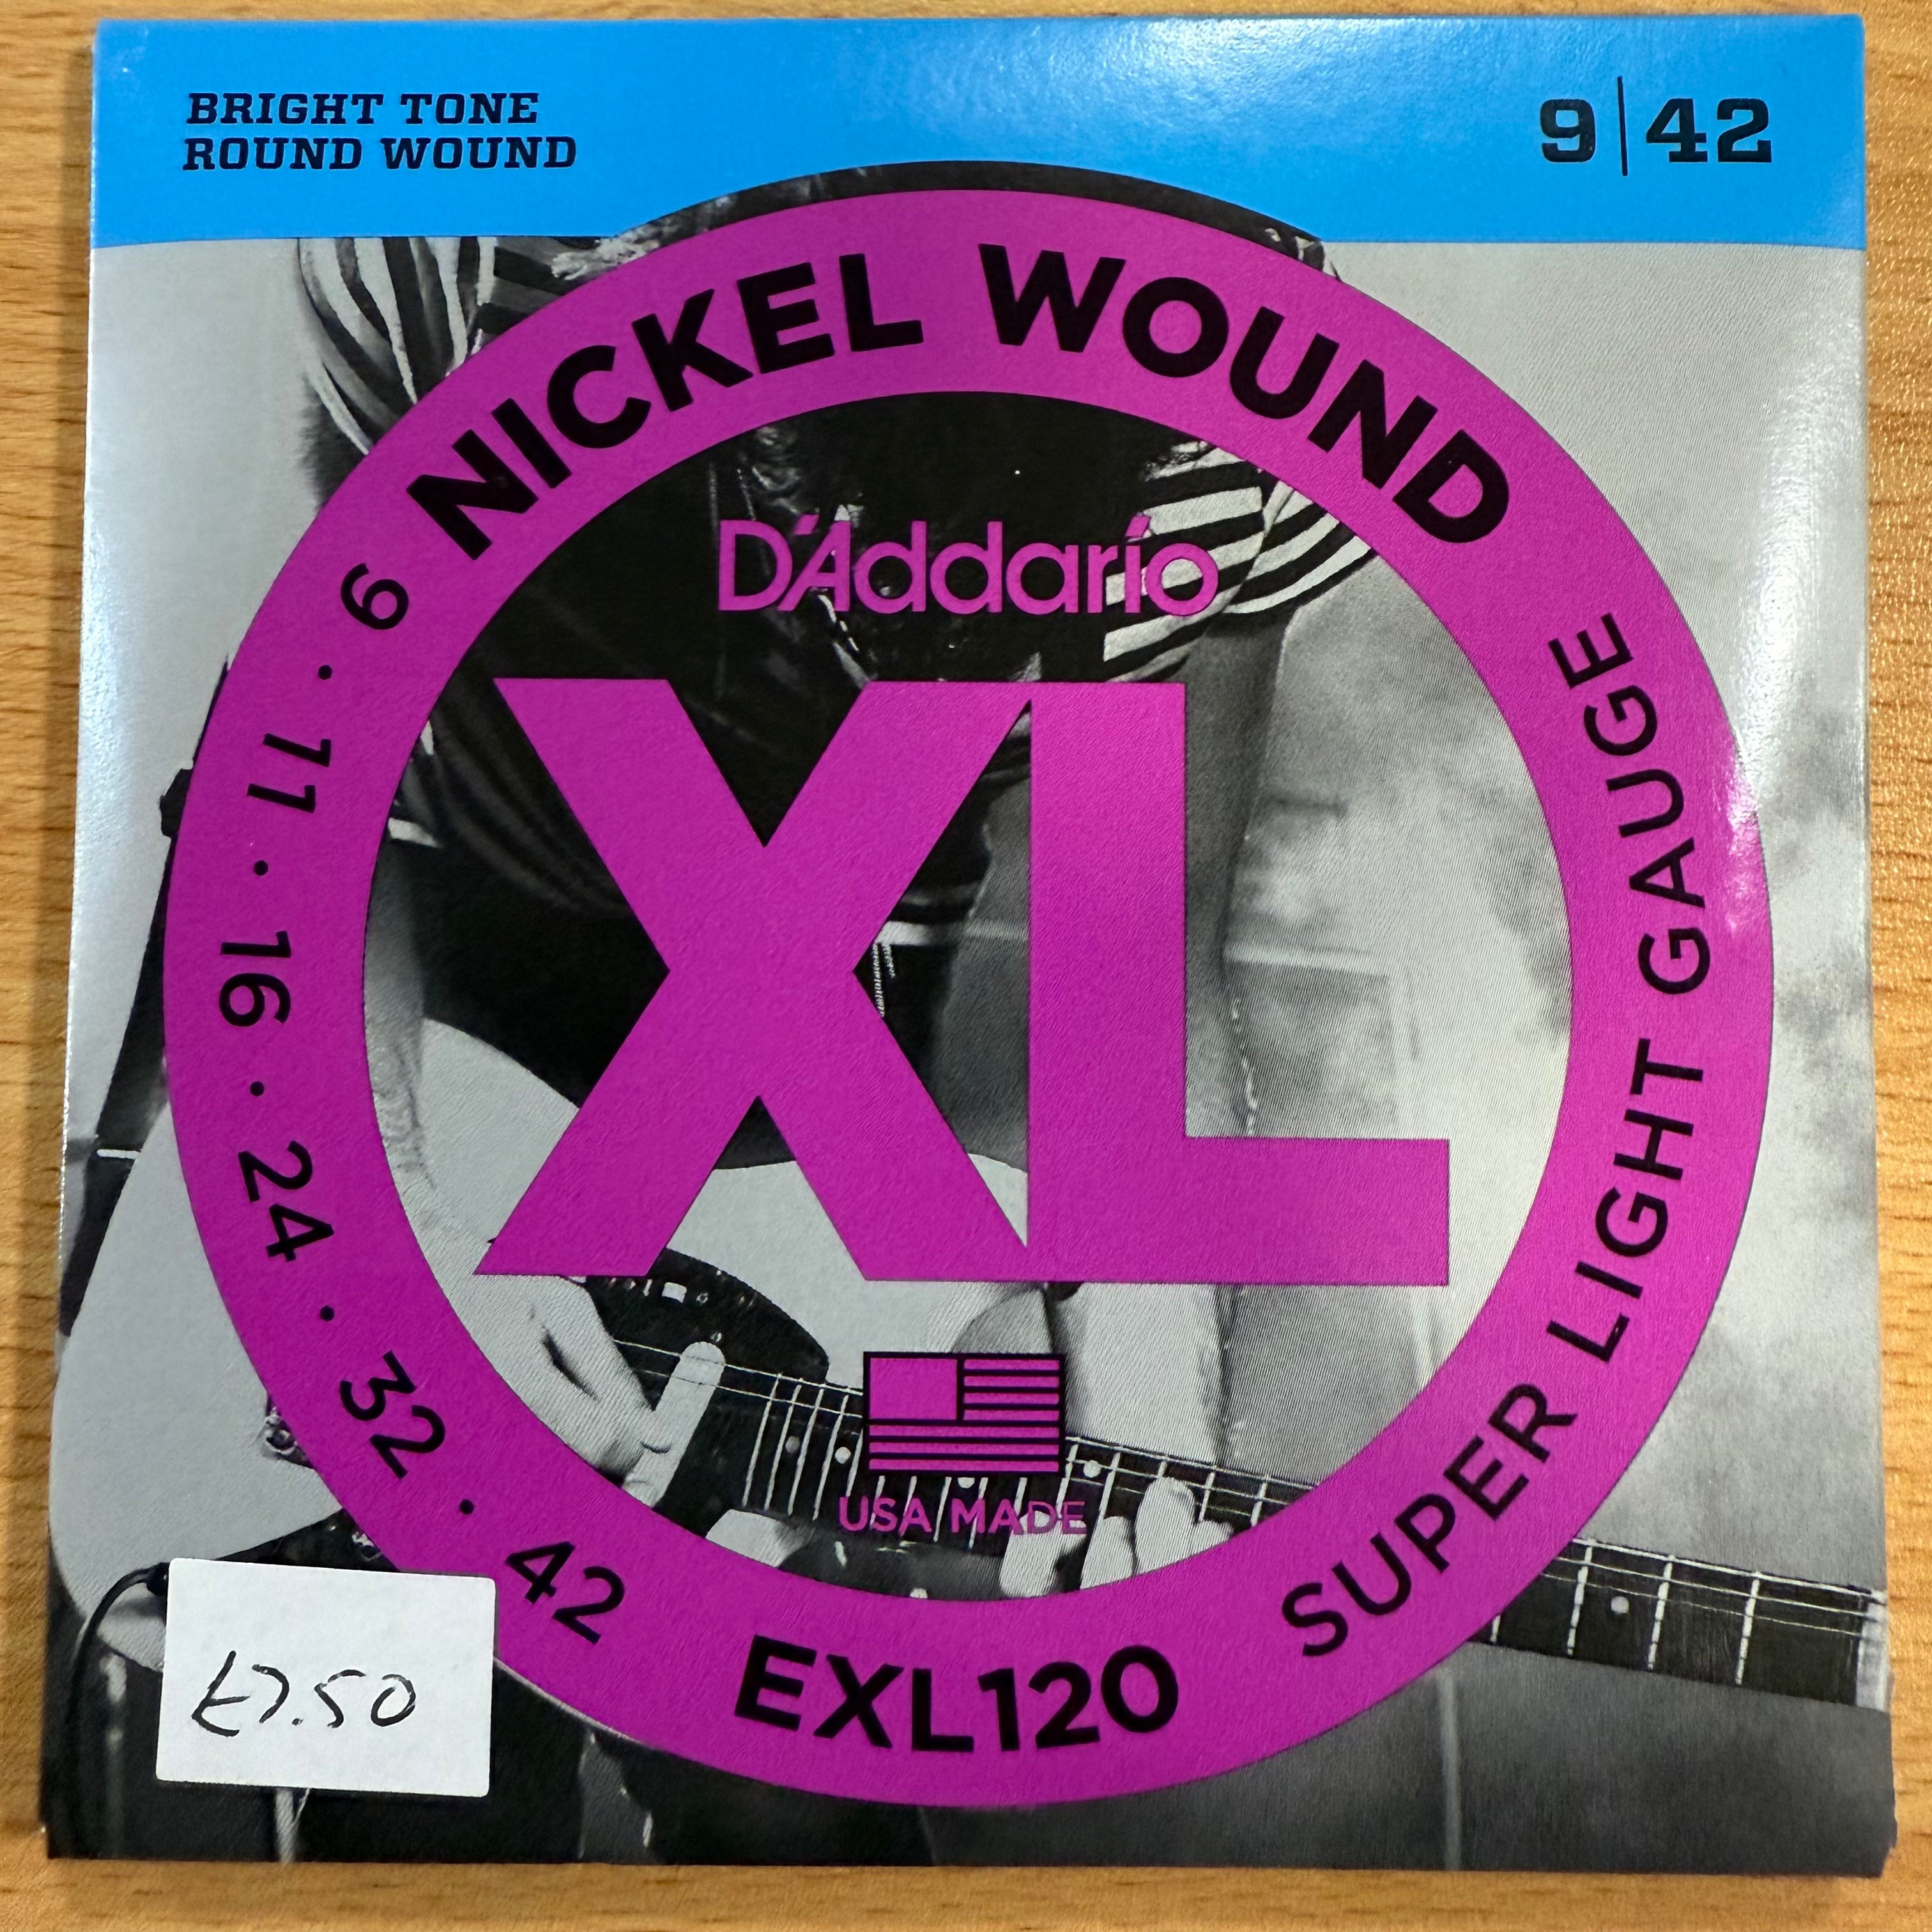 BRIGHT TONE
ROUND WOUND
9|42
NICKEL WOUND
D'Addario
XL
USA MADE
9 · 11 · 16 · 24 · 32 · 42
EXL120
SUPER LIGHT GAUGE
£7.50